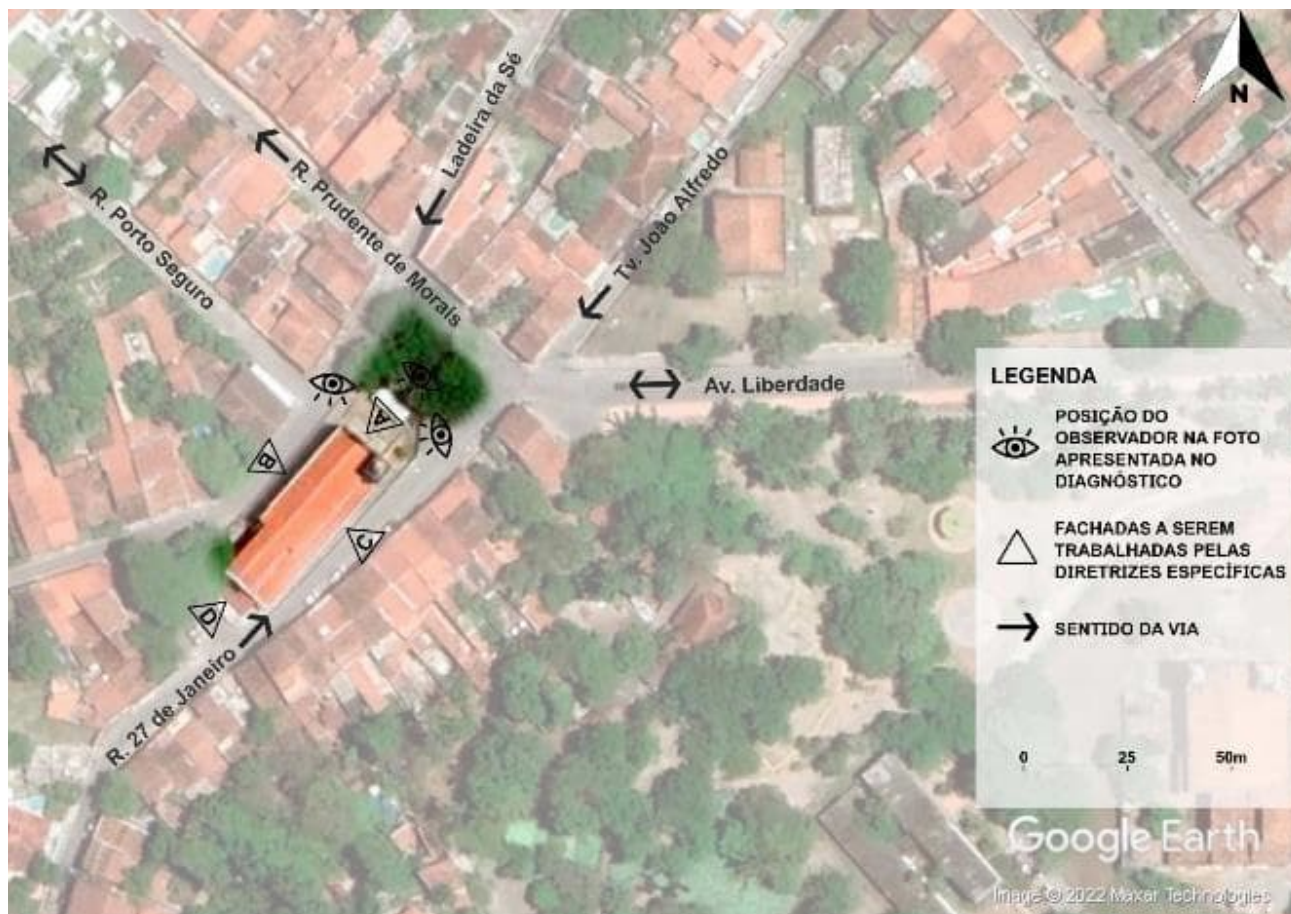 N
Ladeira da Sé
R. Porto Seguro
R. Prudente de Morais
Tv. João Alfredo
Av. Liberdade
A
B
C
D
R. 27 de Janeiro
LEGENDA
POSIÇÃO DO
OBSERVADOR NA FOTO
APRESENTADA NO
DIAGNÓSTICO
FACHADAS A SEREM
TRABALHADAS PELAS
DIRETRIZES ESPECÍFICAS
SENTIDO DA VIA
0 25 50m
Google Earth
Image © 2022 Maxar Technologies